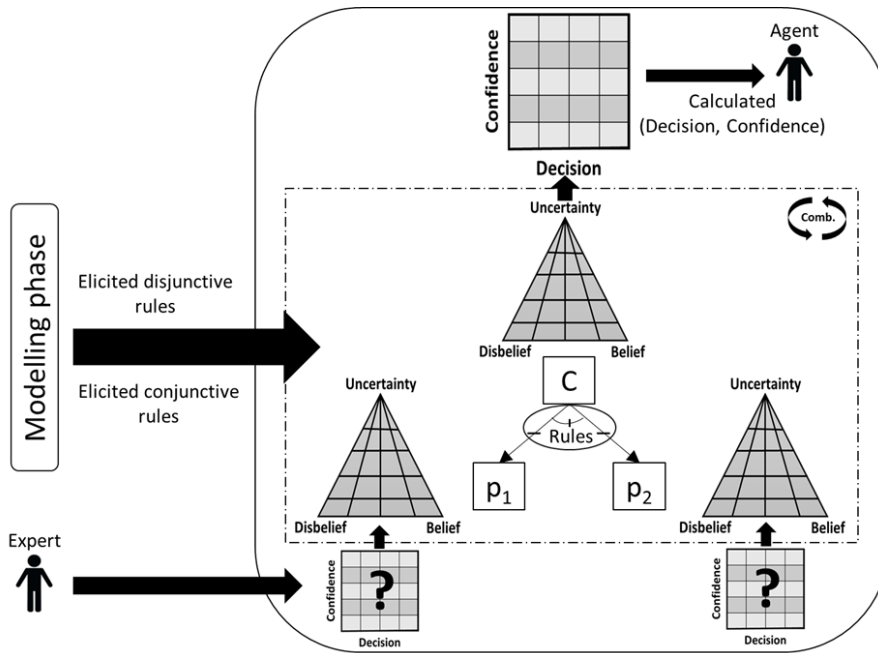 Agent
Confidence
Calculated
(Decision, Confidence)
Decision
Uncertainty
Comb.
Modelling phase
Elicited disjunctive
rules
Disbelief
Belief
Elicited conjunctive
rules
Uncertainty
C
Uncertainty
Rules
p1
p2
Disbelief
Belief
Disbelief
Belief
Expert
Confidence
?
Decision
Confidence
?
Decision